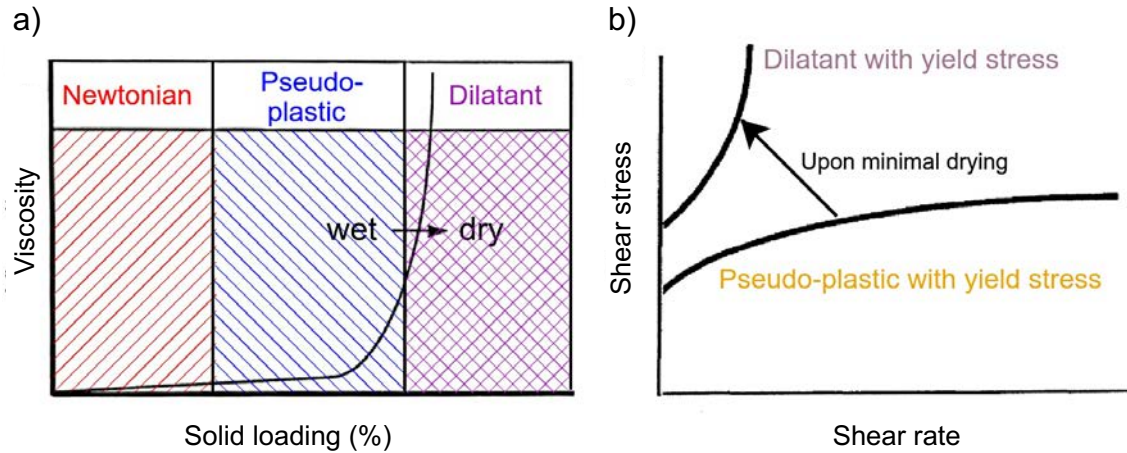 a)
Newtonian
Pseudo-
plastic
Dilatant
Viscosity
wet
dry
Solid loading (%)
b)
Dilatant with yield stress
Upon minimal drying
Shear stress
Pseudo-plastic with yield stress
Shear rate